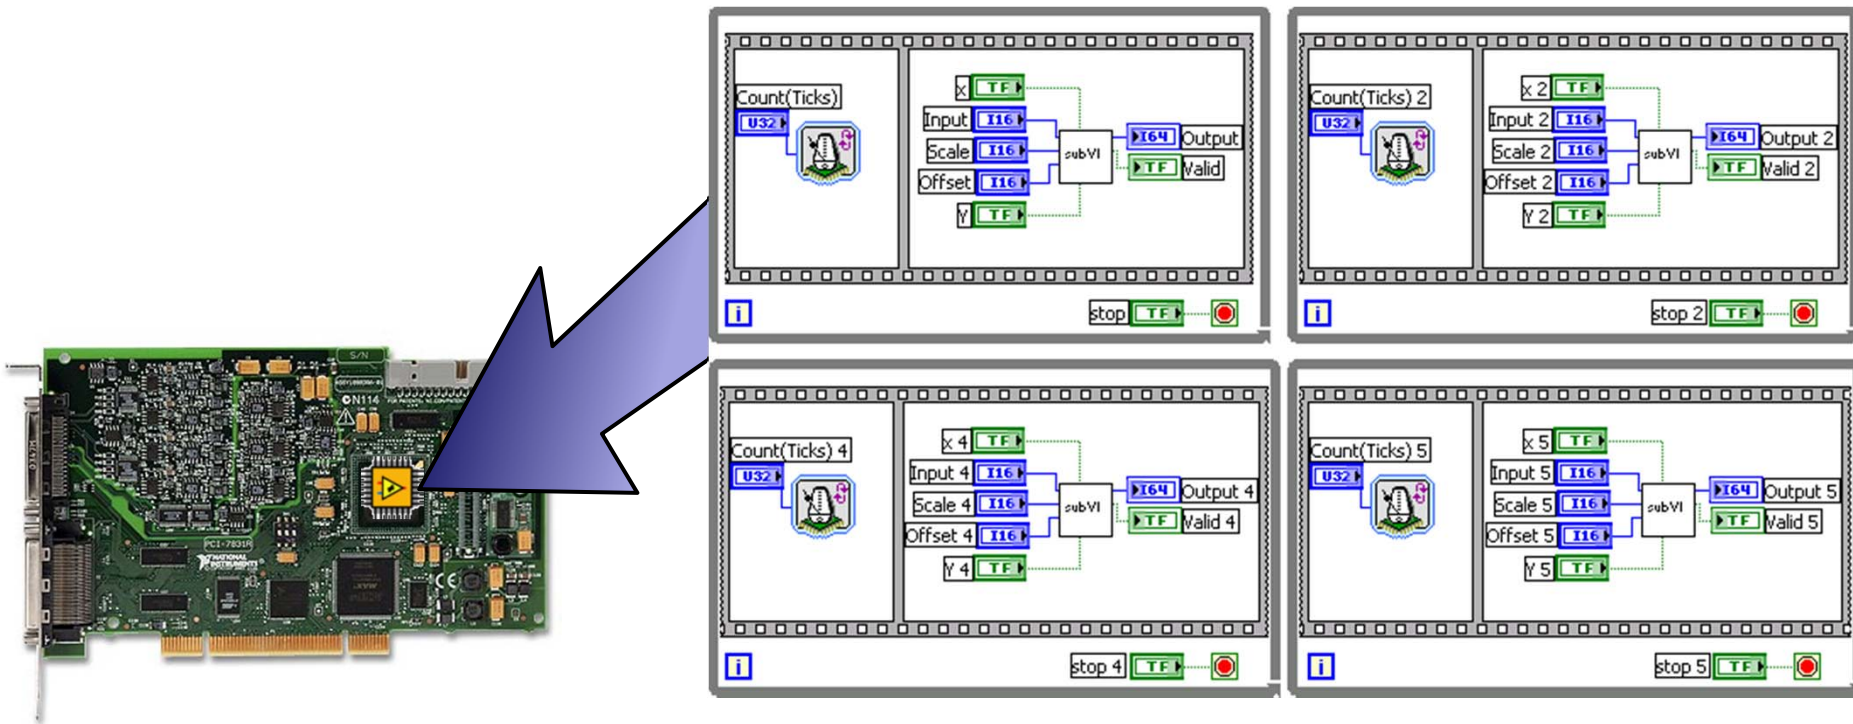 Count(Ticks)
U32
x TF
Input I16
Scale I16
Offset I16
Y TF
subVI
I64 Output
TF Valid
i
stop TF
Count(Ticks) 2
U32
x 2 TF
Input 2 I16
Scale 2 I16
Offset 2 I16
Y 2 TF
subVI
I64 Output 2
TF Valid 2
i
stop 2 TF
Count(Ticks) 4
U32
x 4 TF
Input 4 I16
Scale 4 I16
Offset 4 I16
Y 4 TF
subVI
I64 Output 4
TF Valid 4
i
stop 4 TF
Count(Ticks) 5
U32
x 5 TF
Input 5 I16
Scale 5 I16
Offset 5 I16
Y 5 TF
subVI
I64 Output 5
TF Valid 5
i
stop 5 TF
S/N
N114
PCI-7831R
NATIONAL
INSTRUMENTS
CE